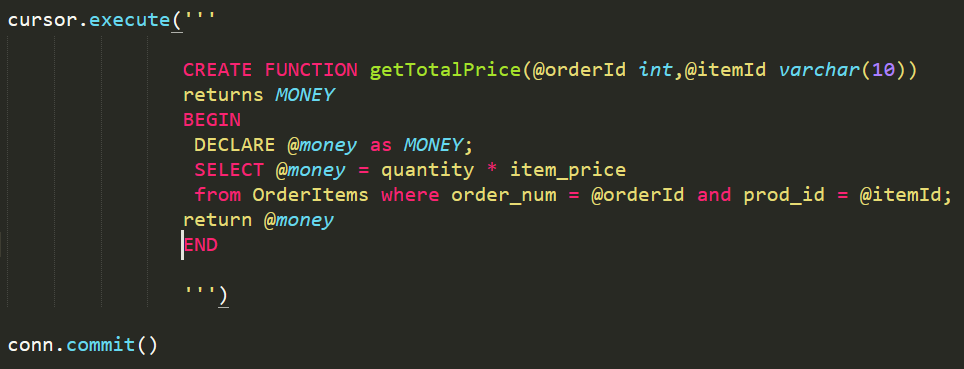 cursor.execute('''
CREATE FUNCTION getTotalPrice(@orderId int,@itemId varchar(10))
returns MONEY
BEGIN
DECLARE @money as MONEY;
SELECT @money = quantity * item_price
from OrderItems where order_num = @orderId and prod_id = @itemId;
return @money
END
''')
conn.commit()